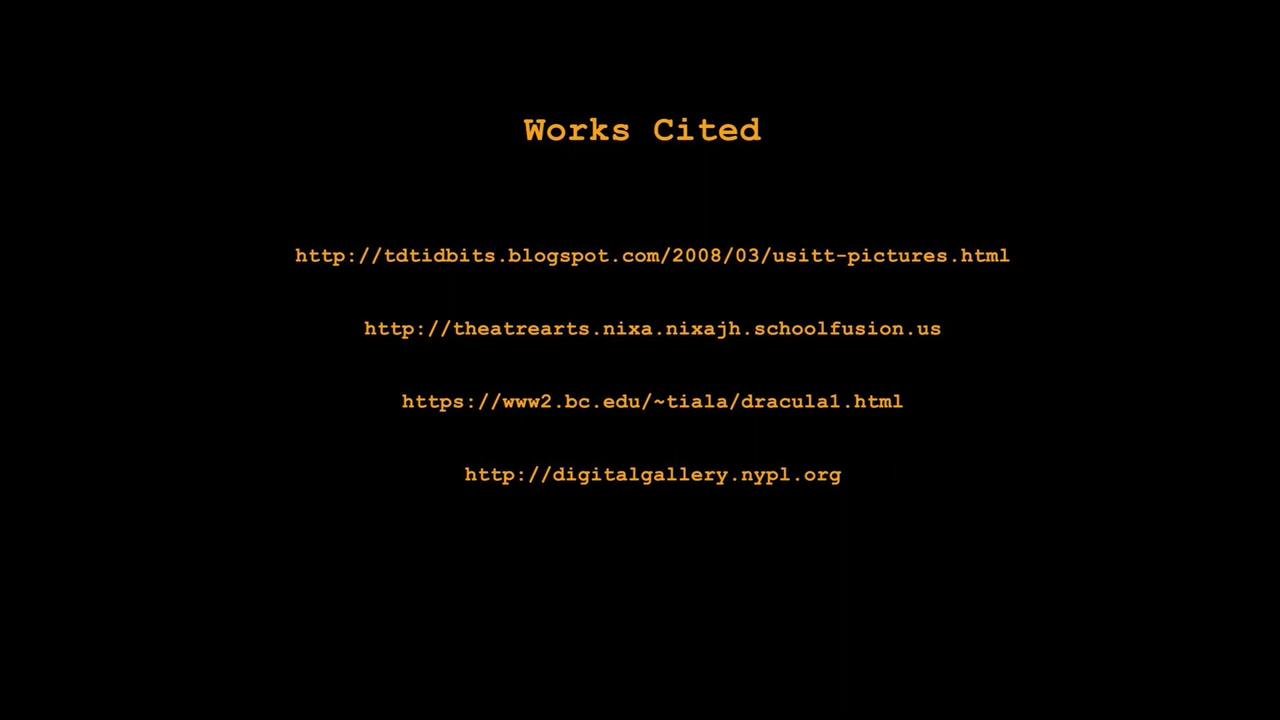 Works Cited
http://tdtidbits.blogspot.com/2008/03/usitt-pictures.html
http://theatrearts.nixa.nixajh.schoolfusion.us
https://www2.bc.edu/~tiala/dracula1.html
http://digitalgallery.nypl.org